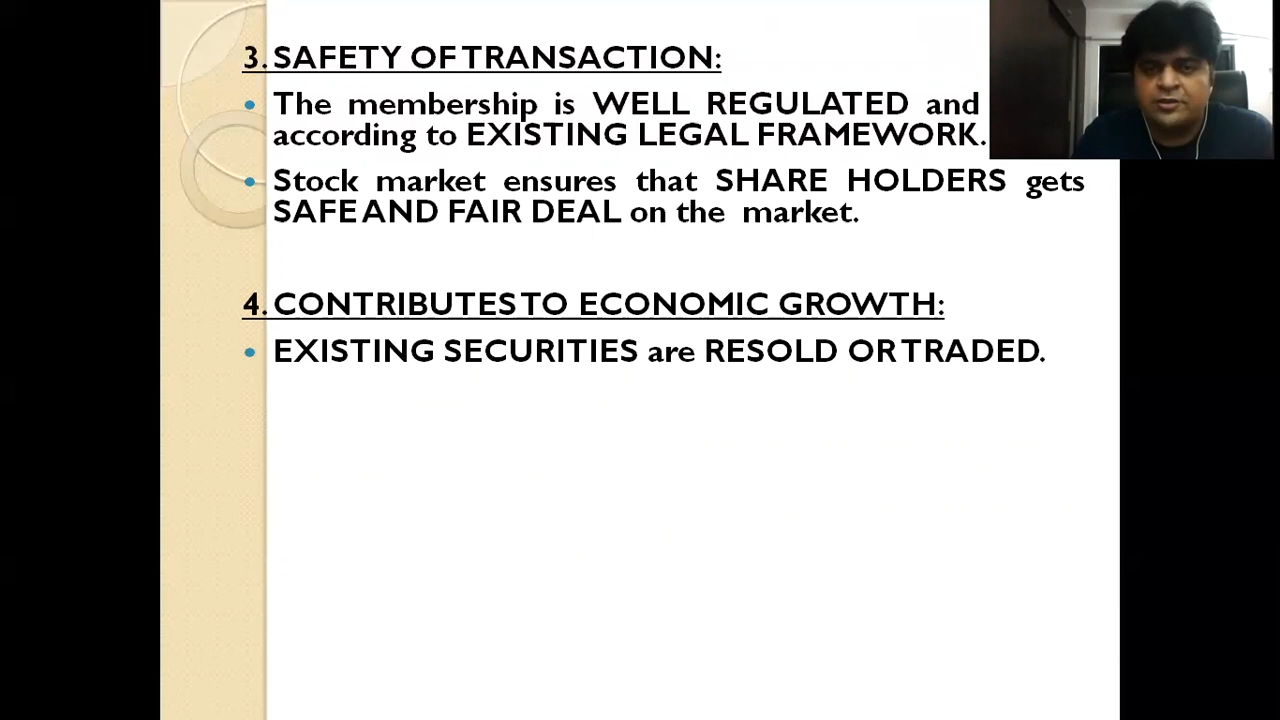 3. SAFETY OF TRANSACTION:
• The membership is WELL REGULATED and
according to EXISTING LEGAL FRAMEWORK.
• Stock market ensures that SHARE HOLDERS gets
SAFE AND FAIR DEAL on the market.
4. CONTRIBUTES TO ECONOMIC GROWTH:
• EXISTING SECURITIES are RESOLD OR TRADED.